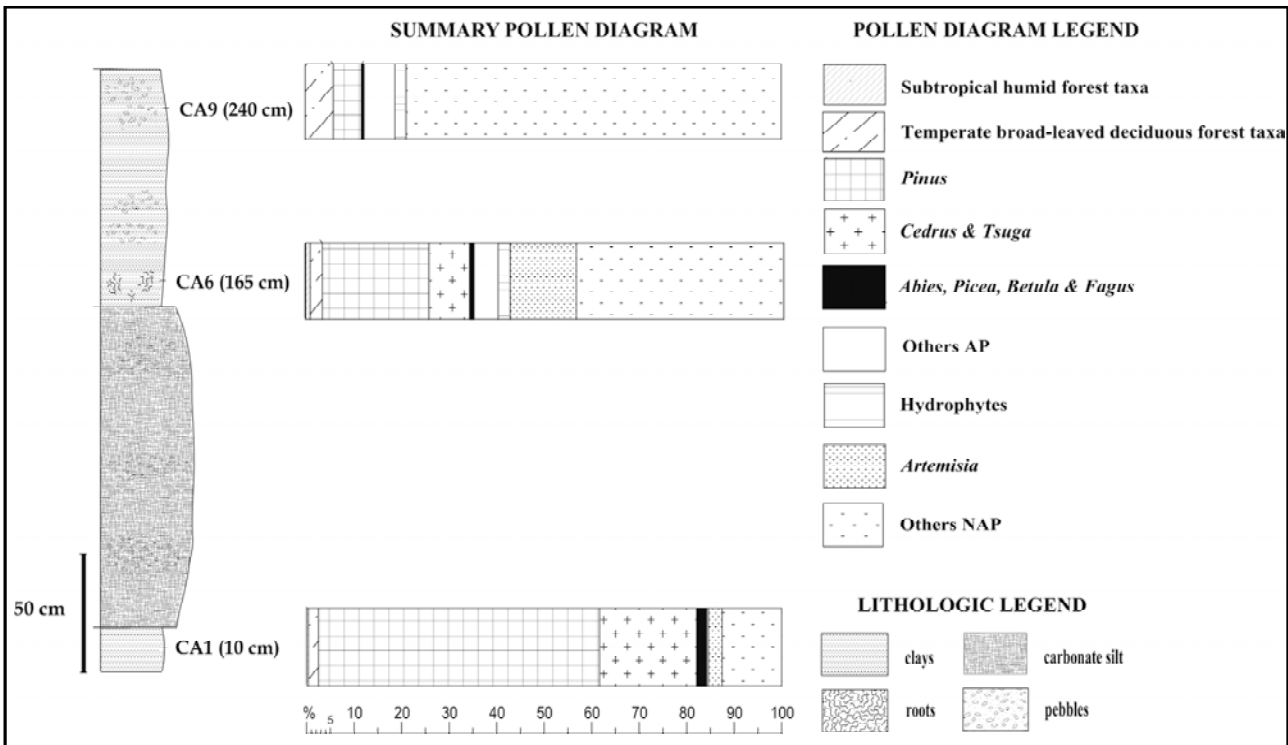 SUMMARY POLLEN DIAGRAM
CA9 (240 cm)
CA6 (165 cm)
CA1 (10 cm)
50 cm
% 5 10 20 30 40 50 60 70 80 90 100
POLLEN DIAGRAM LEGEND
Subtropical humid forest taxa
Temperate broad-leaved deciduous forest taxa
Pinus
Cedrus & Tsuga
Abies, Picea, Betula & Fagus
Others AP
Hydrophytes
Artemisia
Others NAP
LITHOLOGIC LEGEND
clays
carbonate silt
roots
pebbles